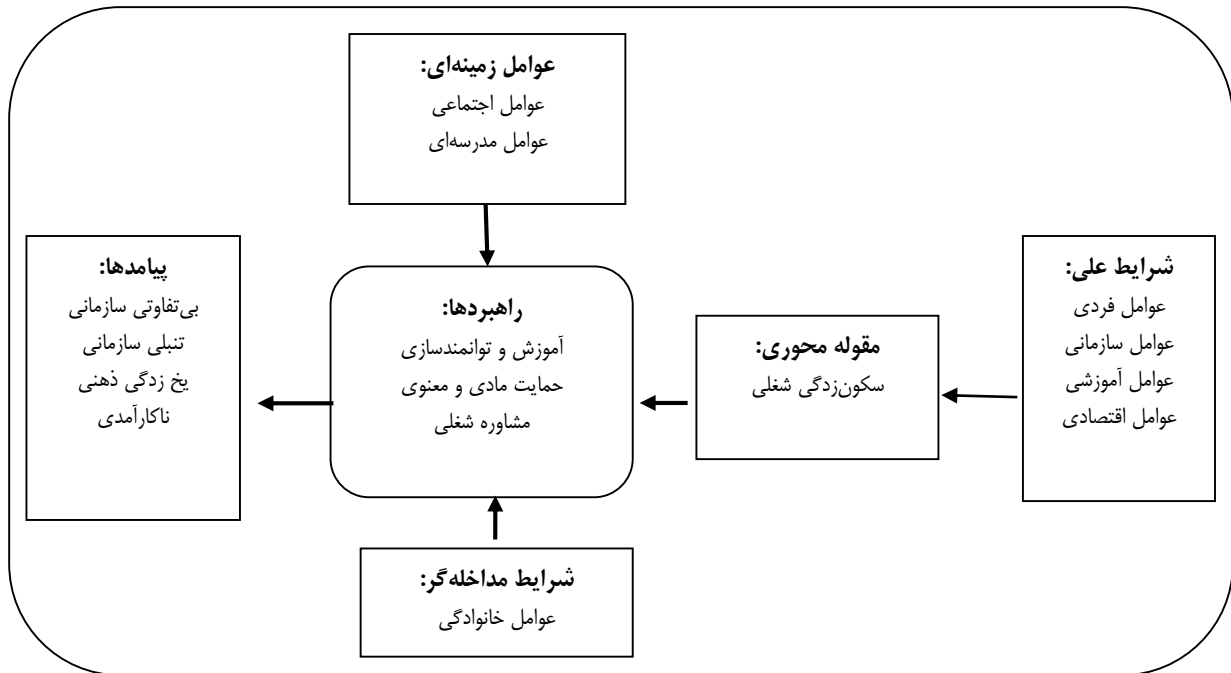 عوامل زمینه‌ای:
عوامل اجتماعی
عوامل مدرسه‌ای
شرایط علی:
عوامل فردی
عوامل سازمانی
عوامل آموزشی
عوامل اقتصادی
مقوله محوری:
سکون‌زدگی شغلی
راهبردها:
آموزش و توانمندسازی
حمایت مادی و معنوی
مشاوره شغلی
پیامدها:
بی‌تفاوتی سازمانی
تنبلی سازمانی
یخ زدگی ذهنی
ناکارآمدی
شرایط مداخله‌گر:
عوامل خانوادگی